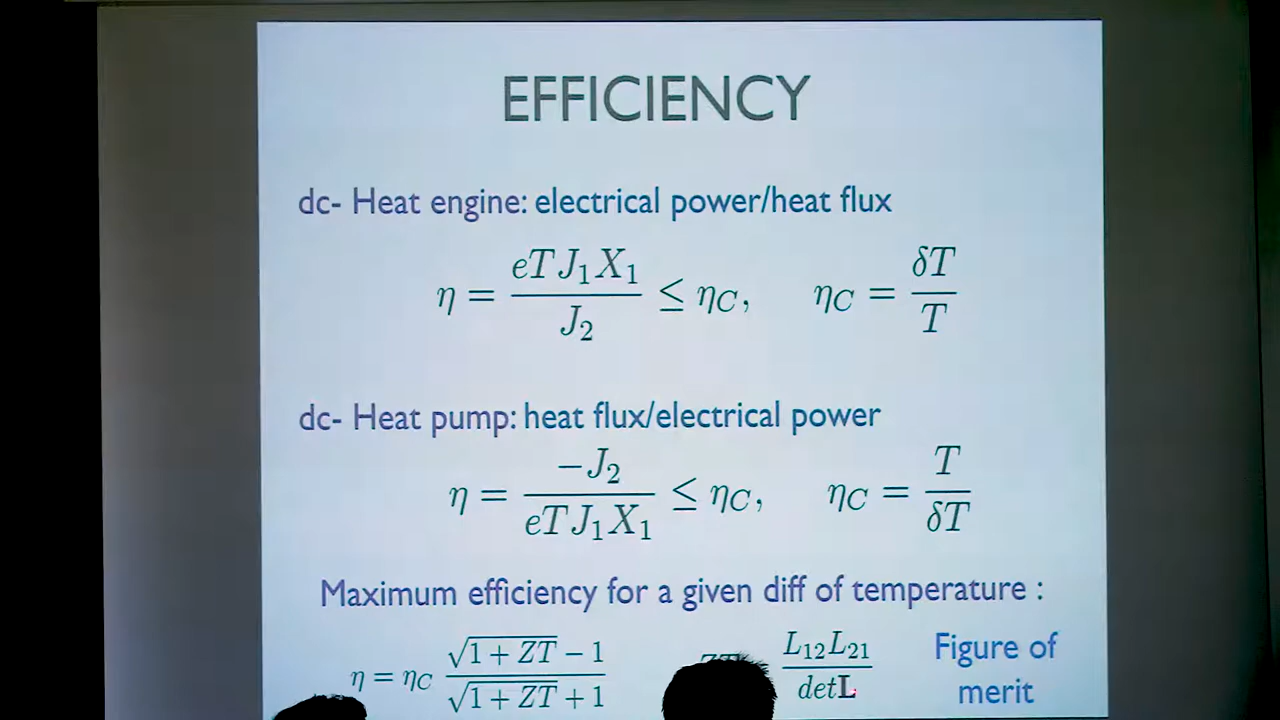 EFFICIENCY
dc- Heat engine: electrical power/heat flux
η = eTJ₁X₁ / J₂ ≤ η_C, η_C = δT / T
dc- Heat pump: heat flux/electrical power
η = −J₂ / eTJ₁X₁ ≤ η_C, η_C = T / δT
Maximum efficiency for a given diff of temperature :
η = η_C (√(1 + ZT) − 1) / (√(1 + ZT) + 1) L₁₂L₂₁ / detL Figure of merit